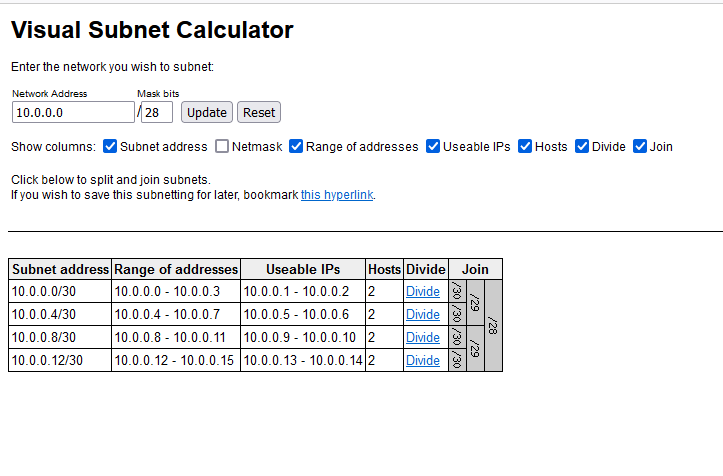 Visual Subnet Calculator
Enter the network you wish to subnet:
Network Address Mask bits
10.0.0.0 / 28 Update Reset
Show columns: Subnet address Netmask Range of addresses Useable IPs Hosts Divide Join
Click below to split and join subnets.
If you wish to save this subnetting for later, bookmark this hyperlink.
Subnet address Range of addresses Useable IPs Hosts Divide Join
10.0.0.0/30 10.0.0.0 - 10.0.0.3 10.0.0.1 - 10.0.0.2 2 Divide /30 /29 /28
10.0.0.4/30 10.0.0.4 - 10.0.0.7 10.0.0.5 - 10.0.0.6 2 Divide /30
10.0.0.8/30 10.0.0.8 - 10.0.0.11 10.0.0.9 - 10.0.0.10 2 Divide /30 /29
10.0.0.12/30 10.0.0.12 - 10.0.0.15 10.0.0.13 - 10.0.0.14 2 Divide /30